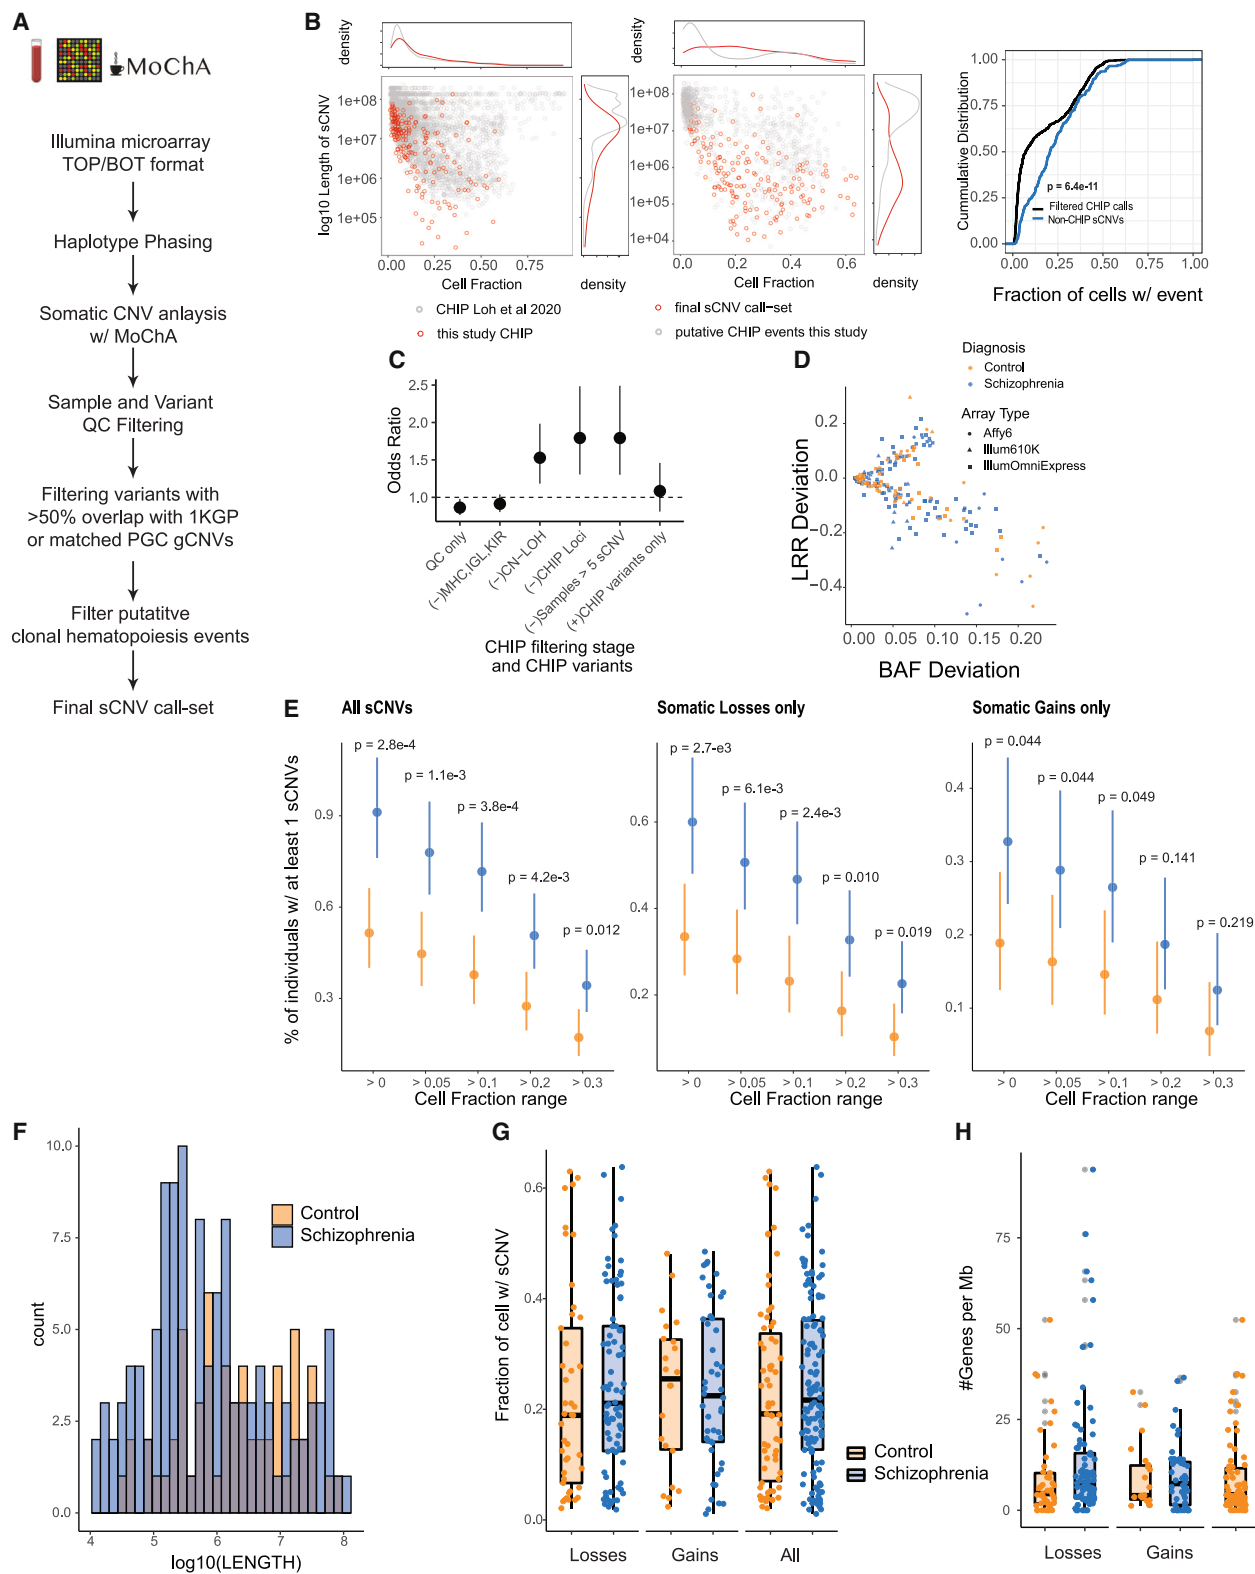 A
MoChA
Illumina microarray
TOP/BOT format
Haplotype Phasing
Somatic CNV anlaysis
w/ MoChA
Sample and Variant
QC Filtering
Filtering variants with
>50% overlap with 1KGP
or matched PGC gCNVs
Filter putatitve
clonal hematopoiesis events
Final sCNV call-set
B
density
log10 Length of sCNV
1e+08
1e+07
1e+06
1e+05
0.00
0.25
0.50
0.75
Cell Fraction
density
CHIP Loh et al 2020
this study CHIP
density
1e+08
1e+07
1e+06
1e+05
1e+04
0.0
0.2
0.4
0.6
Cell Fraction
density
final sCNV call-set
putative CHIP events this study
Cummulative Distribution
1.00
0.75
0.50
0.25
0.00
p = 6.4e-11
Filtered CHIP calls
Non-CHIP sCNVs
0.00
0.25
0.50
0.75
1.00
Fraction of cells w/ event
C
Odds Ratio
2.5
2.0
1.5
1.0
QC only
(-)MHC,IGL,KIR
(-)CN-LOH
(-)CHIP Loci
(-)Samples > 5 sCNV
(+)CHIP variants only
CHIP filtering stage
and CHIP variants
D
Diagnosis
Control
Schizophrenia
Array Type
Affy6
Illum610K
IllumOmniExpress
LRR Deviation
0.2
0.0
-0.2
-0.4
0.00
0.05
0.10
0.15
0.20
BAF Deviation
E
All sCNVs
% of individuals w/ at least 1 sCNVs
0.9
0.6
0.3
p = 2.8e-4
p = 1.1e-3
p = 3.8e-4
p = 4.2e-3
p = 0.012
> 0
> 0.05
> 0.1
> 0.2
> 0.3
Cell Fraction range
Somatic Losses only
0.6
0.4
0.2
p = 2.7-e3
p = 6.1e-3
p = 2.4e-3
p = 0.010
p = 0.019
> 0
> 0.05
> 0.1
> 0.2
> 0.3
Cell Fraction range
Somatic Gains only
0.4
0.3
0.2
0.1
p = 0.044
p = 0.044
p = 0.049
p = 0.141
p = 0.219
> 0
> 0.05
> 0.1
> 0.2
> 0.3
Cell Fraction range
F
count
10.0
7.5
5.0
2.5
0.0
Control
Schizophrenia
4
5
6
7
8
log10(LENGTH)
G
Fraction of cell w/ sCNV
0.6
0.4
0.2
0.0
Losses
Gains
All
Control
Schizophrenia
H
#Genes per Mb
75
50
25
0
Losses
Gains